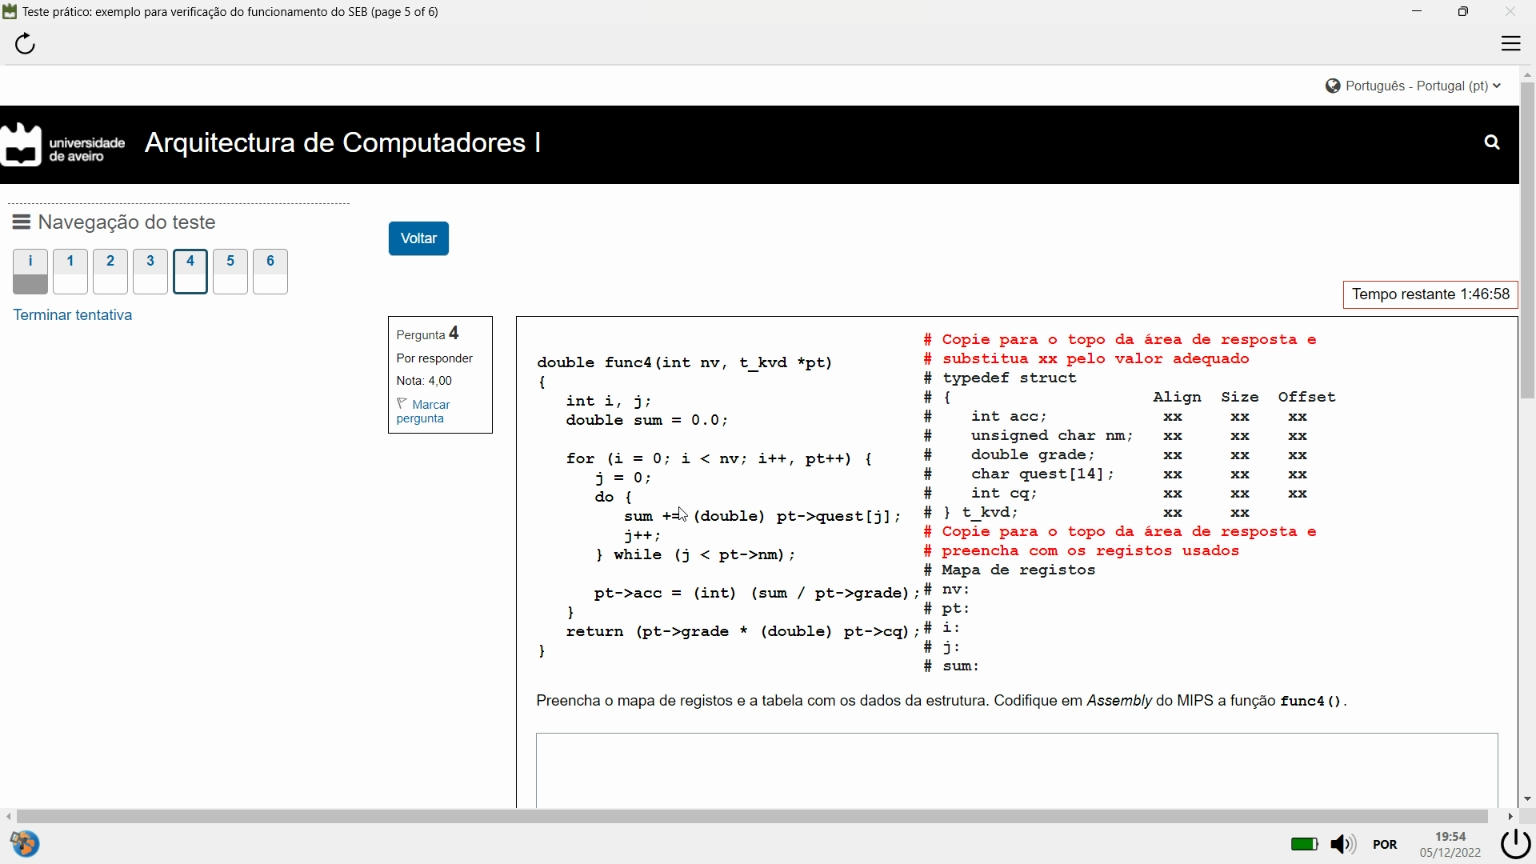 Teste prático: exemplo para verificação do funcionamento do SEB (page 5 of 6)
Português - Portugal (pt)
universidade
de aveiro
Arquitectura de Computadores I
Navegação do teste
i 1 2 3 4 5 6
Terminar tentativa
Voltar
Tempo restante 1:46:58
Pergunta 4
Por responder
Nota: 4,00
Marcar
pergunta
double func4(int nv, t_kvd *pt)
{
   int i, j;
   double sum = 0.0;

   for (i = 0; i < nv; i++, pt++) {
      j = 0;
      do {
         sum += (double) pt->quest[j];
         j++;
      } while (j < pt->nm);

      pt->acc = (int) (sum / pt->grade);
   }
   return (pt->grade * (double) pt->cq);
}
# Copie para o topo da área de resposta e
# substitua xx pelo valor adequado
# typedef struct
# {                     Align  Size  Offset
#    int acc;            xx     xx    xx
#    unsigned char nm;   xx     xx    xx
#    double grade;       xx     xx    xx
#    char quest[14];     xx     xx    xx
#    int cq;             xx     xx    xx
# } t_kvd;               xx     xx
# Copie para o topo da área de resposta e
# preencha com os registos usados
# Mapa de registos
# nv:
# pt:
# i:
# j:
# sum:
Preencha o mapa de registos e a tabela com os dados da estrutura. Codifique em Assembly do MIPS a função func4().
POR
19:54
05/12/2022